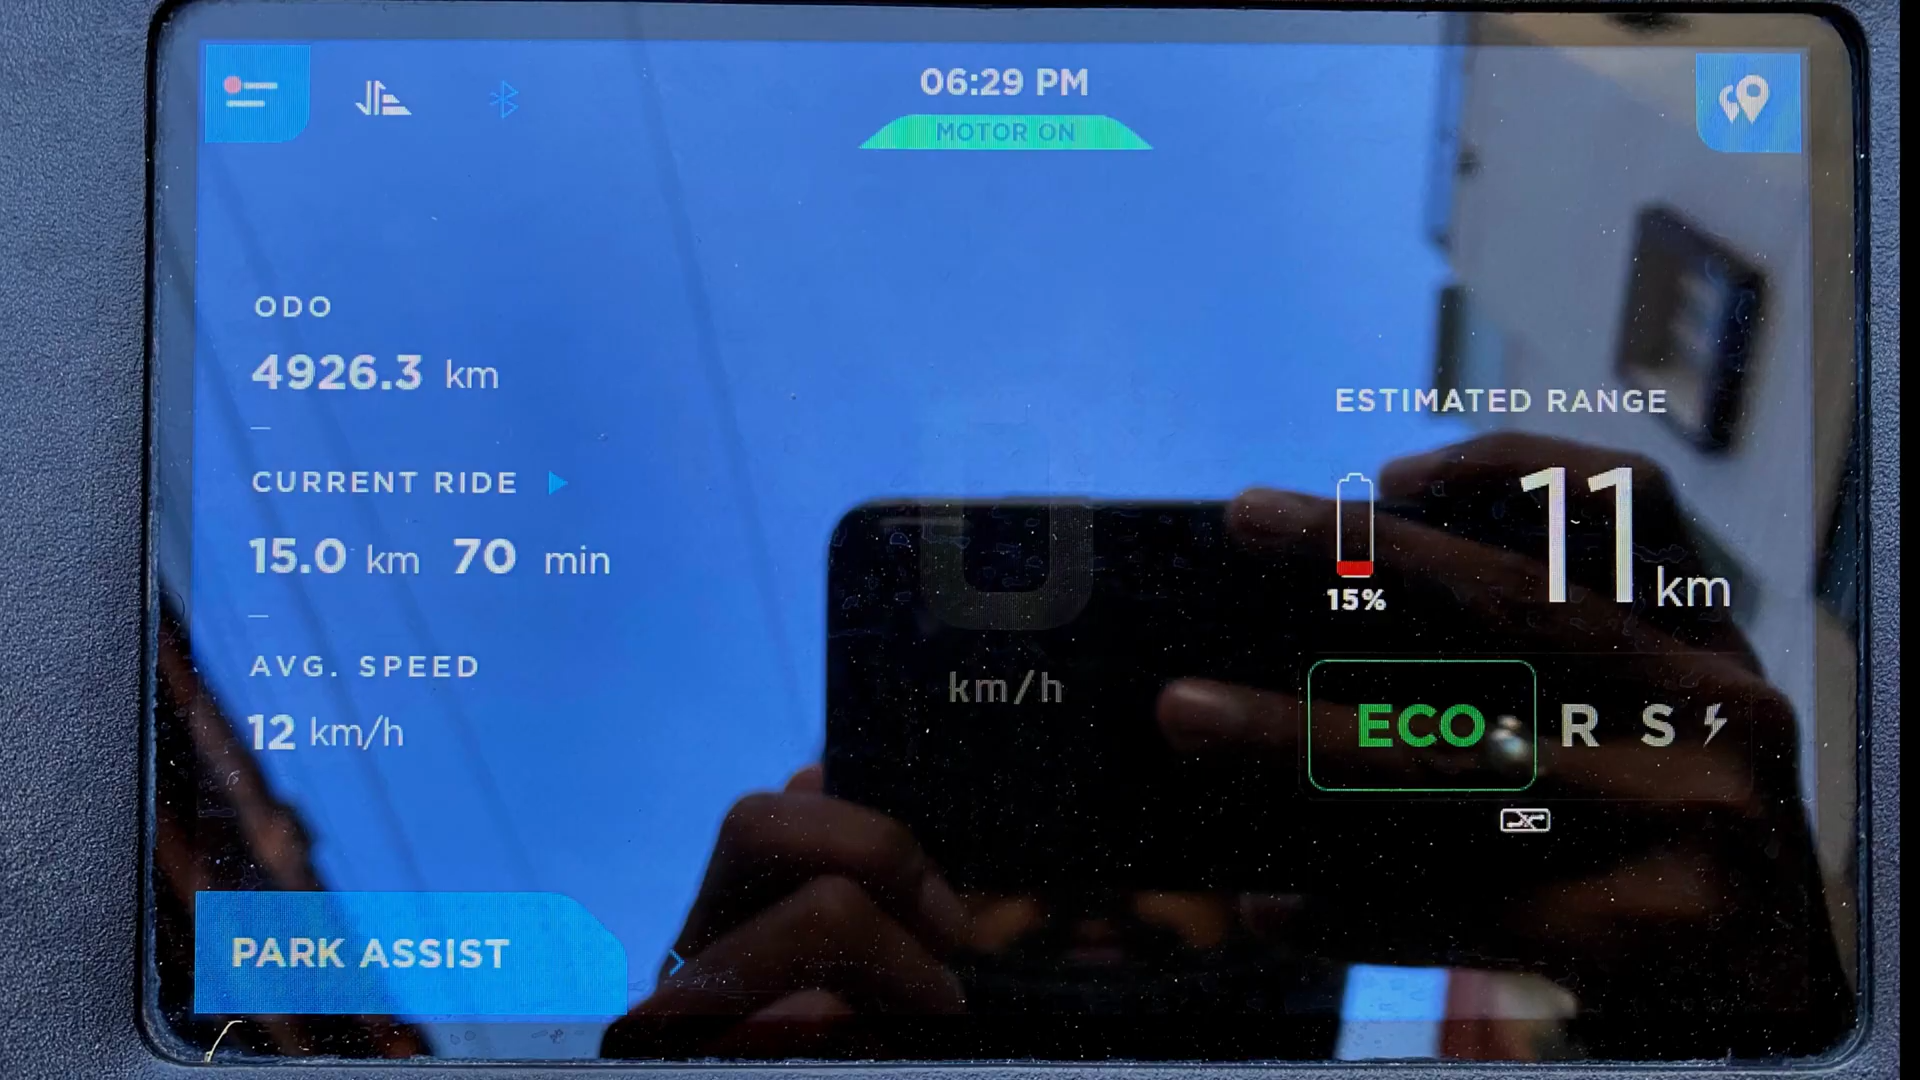 06:29 PM
MOTOR ON
ODO
4926.3 km
CURRENT RIDE
15.0 km 70 min
AVG. SPEED
12 km/h
0
km/h
ESTIMATED RANGE
11 km
15%
ECO R S
PARK ASSIST